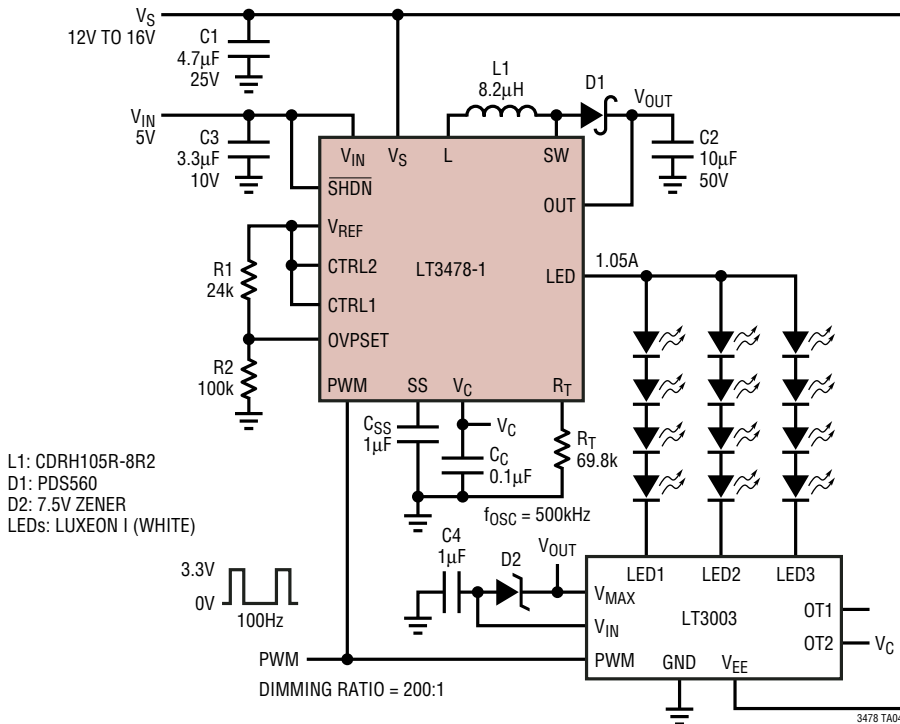 VS
12V TO 16V
C1
4.7µF
25V
L1
8.2µH
D1
VOUT
VIN
5V
C3
3.3µF
10V
C2
10µF
50V
VIN
VS
L
SW
SHDN
OUT
VREF
CTRL2
LT3478-1
LED
1.05A
CTRL1
R1
24k
OVPSET
R2
100k
PWM
SS
VC
RT
CSS
1µF
VC
CC
0.1µF
RT
69.8k
fOSC = 500kHz
L1: CDRH105R-8R2
D1: PDS560
D2: 7.5V ZENER
LEDs: LUXEON I (WHITE)
3.3V
0V
100Hz
C4
1µF
D2
VOUT
LED1
LED2
LED3
VMAX
VIN
LT3003
OT1
OT2
VC
PWM
PWM
GND
VEE
DIMMING RATIO = 200:1
3478 TA04